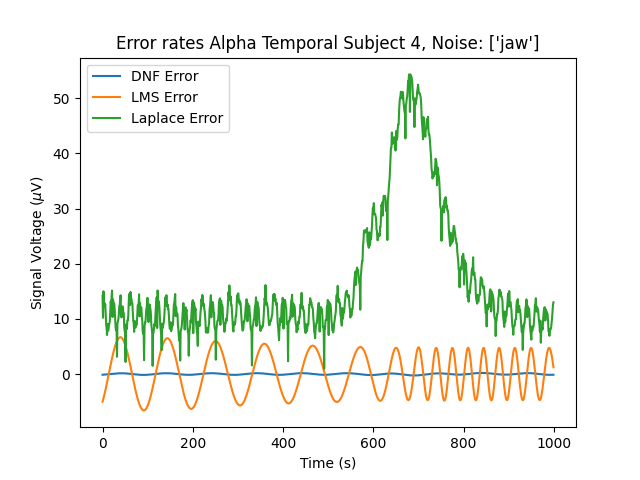 Error rates Alpha Temporal Subject 4, Noise: ['jaw']
DNF Error
LMS Error
Laplace Error
Signal Voltage (μV)
50
40
30
20
10
0
0 200 400 600 800 1000
Time (s)